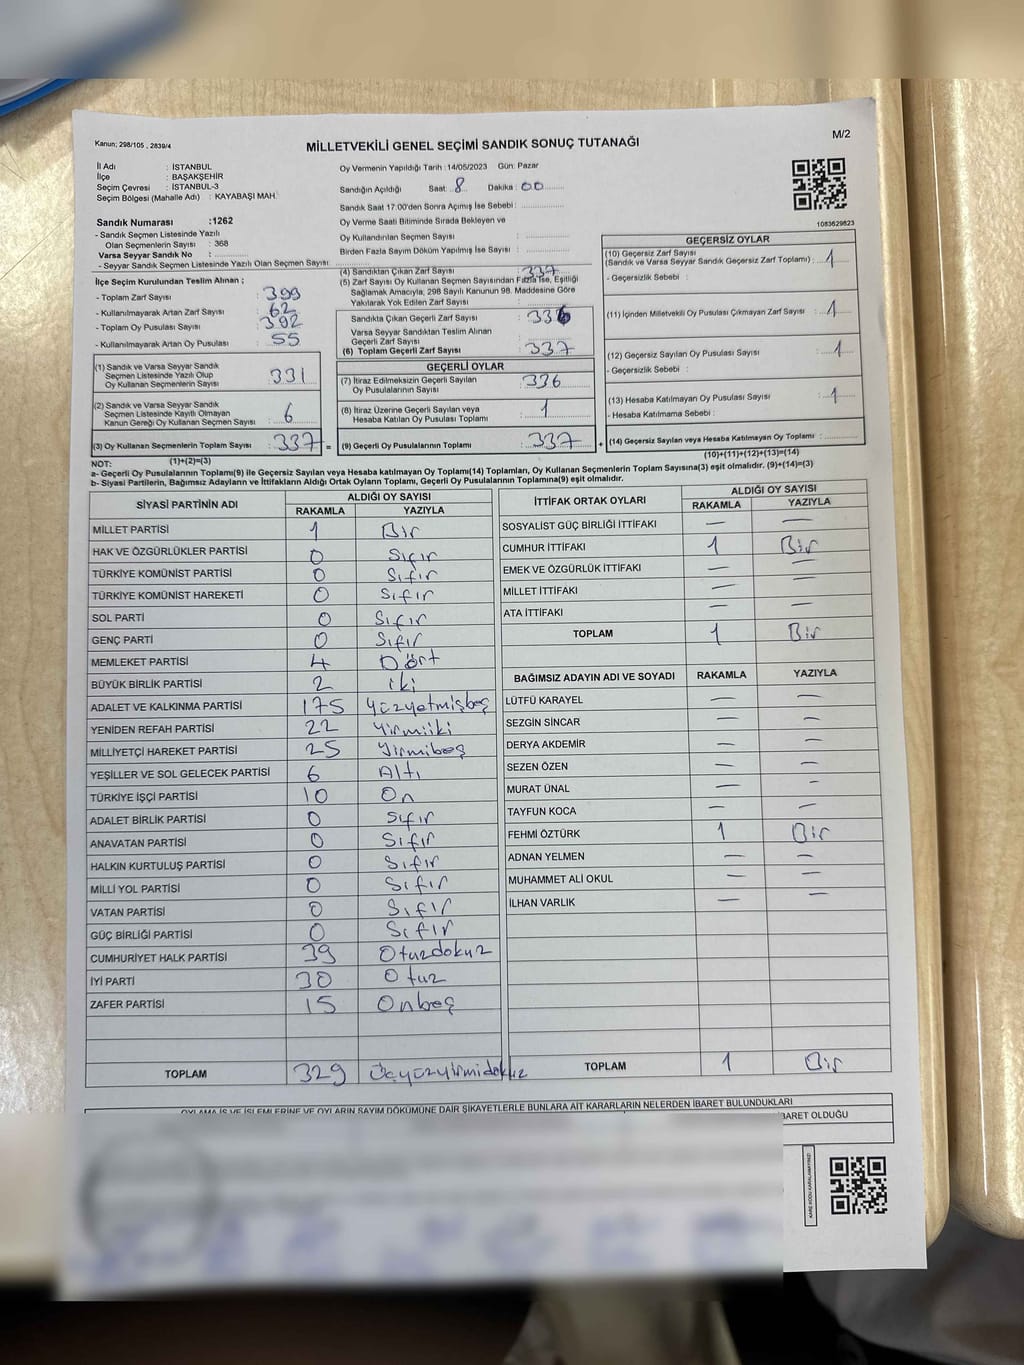 Kanun; 298/105 , 2839/4
MİLLETVEKİLİ GENEL SEÇİMİ SANDIK SONUÇ TUTANAĞI
M/2
İl Adı : İSTANBUL
İlçe : BAŞAKŞEHİR
Seçim Çevresi : İSTANBUL-3
Seçim Bölgesi (Mahalle Adı) : KAYABAŞI MAH.
Sandık Numarası :1262
- Sandık Seçmen Listesinde Yazılı
Olan Seçmenlerin Sayısı : 368
Varsa Seyyar Sandık No :
- Seyyar Sandık Seçmen Listesinde Yazılı Olan Seçmen Sayısı:
Oy Vermenin Yapıldığı Tarih : 14/05/2023 Gün: Pazar
Sandığın Açıldığı Saat: 8 Dakika : 00
Sandık Saat 17:00'den Sonra Açımış İse Sebebi :
Oy Verme Saati Bitiminde Sırada Bekleyen ve
Oy Kullandırılan Seçmen Sayısı :
Birden Fazla Sayım Döküm Yapılmış İse Sayısı :
1083629823
İlçe Seçim Kurulundan Teslim Alınan ;
- Toplam Zarf Sayısı : 399
- Kullanılmayarak Artan Zarf Sayısı : 62
- Toplam Oy Pusulası Sayısı : 392
- Kullanılmayarak Artan Oy Pusulası : 55
(1) Sandık ve Varsa Seyyar Sandık
Seçmen Listesinde Yazılı Olup
Oy Kullanan Seçmenlerin Sayısı : 331
(2) Sandık ve Varsa Seyyar Sandık
Seçmen Listesinde Kayıtlı Olmayan
Kanun Gereği Oy Kullanan Seçmen Sayısı : 6
(3) Oy Kullanan Seçmenlerin Toplam Sayısı : 337 =
(1)+(2)=(3)
(4) Sandıktan Çıkan Zarf Sayısı : 337
(5) Zarf Sayısı Oy Kullanan Seçmen Sayısından Fazla İse, Eşitliği
Sağlamak Amacıyla, 298 Sayılı Kanunun 98. Maddesine Göre
Yakılarak Yok Edilen Zarf Sayısı :
Sandıkta Çıkan Geçerli Zarf Sayısı : 336
Varsa Seyyar Sandıktan Teslim Alınan
Geçerli Zarf Sayısı :
(6) Toplam Geçerli Zarf Sayısı : 337
GEÇERLİ OYLAR
(7) İtiraz Edilmeksizin Geçerli Sayılan
Oy Pusulalarının Sayısı : 336
(8) İtiraz Üzerine Geçerli Sayılan veya
Hesaba Katılan Oy Pusulası Toplamı : 1
(9) Geçerli Oy Pusulalarının Toplamı : 337 +
GEÇERSİZ OYLAR
(10) Geçersiz Zarf Sayısı
(Sandık ve Varsa Seyyar Sandık Geçersiz Zarf Toplamı) : 1
- Geçersizlik Sebebi :
(11) İçinden Milletvekili Oy Pusulası Çıkmayan Zarf Sayısı : 1
(12) Geçersiz Sayılan Oy Pusulası Sayısı : 1
- Geçersizlik Sebebi :
(13) Hesaba Katılmayan Oy Pusulası Sayısı : 1
- Hesaba Katılmama Sebebi :
(14) Geçersiz Sayılan veya Hesaba Katılmayan Oy Pusulası Toplamı :
(10)+(11)+(12)+(13)=(14)
NOT:
a- Geçerli Oy Pusulalarının Toplamı(9) ile Geçersiz Sayılan veya Hesaba katılmayan Oy Toplamı(14) Toplamları, Oy Kullanan Seçmenlerin Toplam Sayısına(3) eşit olmalıdır. (9)+(14)=(3)
b- Siyasi Partilerin, Bağımsız Adayların ve İttifakların Aldığı Ortak Oyların Toplamı, Geçerli Oy Pusulalarının Toplamına(9) eşit olmalıdır.
SİYASİ PARTİNİN ADI ALDIĞI OY SAYISI
RAKAMLA YAZIYLA
MİLLET PARTİSİ 1 Bir
HAK VE ÖZGÜRLÜKLER PARTİSİ 0 Sıfır
TÜRKİYE KOMÜNİST PARTİSİ 0 Sıfır
TÜRKİYE KOMÜNİST HAREKETİ 0 Sıfır
SOL PARTİ 0 Sıfır
GENÇ PARTİ 0 Sıfır
MEMLEKET PARTİSİ 4 Dört
BÜYÜK BİRLİK PARTİSİ 2 iki
ADALET VE KALKINMA PARTİSİ 175 Yüzyetmişbeş
YENİDEN REFAH PARTİSİ 22 Yirmiiki
MİLLİYETÇİ HAREKET PARTİSİ 25 Yirmibeş
YEŞİLLER VE SOL GELECEK PARTİSİ 6 Altı
TÜRKİYE İŞÇİ PARTİSİ 10 On
ADALET BİRLİK PARTİSİ 0 Sıfır
ANAVATAN PARTİSİ 0 Sıfır
HALKIN KURTULUŞ PARTİSİ 0 Sıfır
MİLLİ YOL PARTİSİ 0 Sıfır
VATAN PARTİSİ 0 Sıfır
GÜÇ BİRLİĞİ PARTİSİ 0 Sıfır
CUMHURİYET HALK PARTİSİ 39 Otuzdokuz
İYİ PARTİ 30 Otuz
ZAFER PARTİSİ 15 Onbeş
TOPLAM 329 Üçyüzyirmidokuz
İTTİFAK ORTAK OYLARI ALDIĞI OY SAYISI
RAKAMLA YAZIYLA
SOSYALİST GÜÇ BİRLİĞİ İTTİFAKI — —
CUMHUR İTTİFAKI 1 Bir
EMEK VE ÖZGÜRLÜK İTTİFAKI — —
MİLLET İTTİFAKI — —
ATA İTTİFAKI — —
TOPLAM 1 Bir
BAĞIMSIZ ADAYIN ADI VE SOYADI RAKAMLA YAZIYLA
LÜTFÜ KARAYEL — —
SEZGİN SİNCAR — —
DERYA AKDEMİR — —
SEZEN ÖZEN — —
MURAT ÜNAL — —
TAYFUN KOCA — —
FEHMİ ÖZTÜRK 1 Bir
ADNAN YELMEN — —
MUHAMMET ALİ OKUL — —
İLHAN VARLIK — —
TOPLAM 1 Bir
OYLAMA İŞ VE İŞLEMLERİNE VE OYLARIN SAYIM DÖKÜMÜNE DAİR ŞİKAYETLERLE BUNLARA AİT KARARLARIN NELERDEN İBARET BULUNDUKLARI
İBARET OLDUĞU
KARE KODU KARALAMAYINIZ!